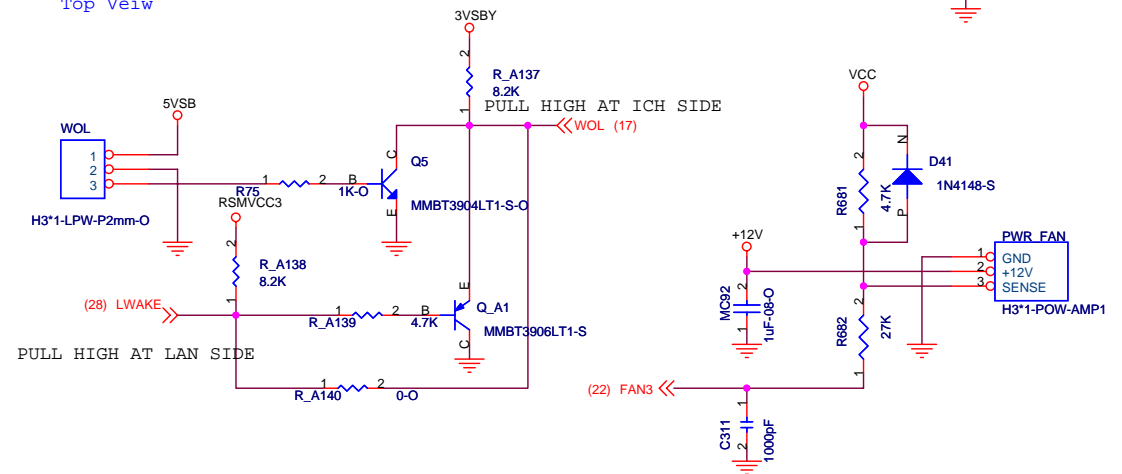 Top Veiw
3VSBY
2
R_A137
8.2K
1
PULL HIGH AT ICH SIDE
WOL (17)
5VSB
WOL
1
2
3
H3*1-LPW-P2mm-O
1
2
R75
1K-O
B
C
E
Q5
MMBT3904LT1-S-O
RSMVCC3
2
R_A138
8.2K
1
(28) LWAKE
PULL HIGH AT LAN SIDE
1
2
R_A139
4.7K
B
E
C
Q_A1
MMBT3906LT1-S
1
2
R_A140
0-O
VCC
2
R681
4.7K
1
N
D41
1N4148-S
P
+12V
2
MC92
1uF-08-O
1
PWR_FAN
1
GND
2
+12V
3
SENSE
H3*1-POW-AMP1
2
R682
27K
1
(22) FAN3
1
C311
1000pF
2